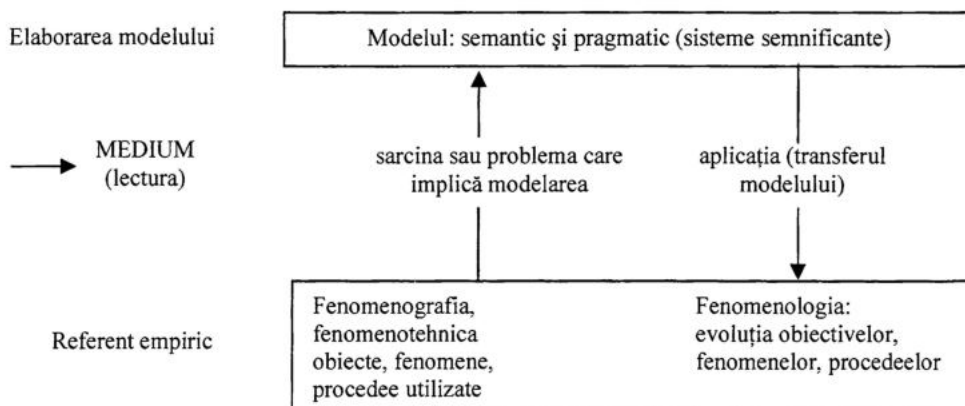 Elaborarea modelului
Modelul: semantic şi pragmatic (sisteme semnificante)
MEDIUM
(lectura)
sarcina sau problema care
implică modelarea
aplicaţia (transferul
modelului)
Referent empiric
Fenomenografia,
fenomenotehnica
obiecte, fenomene,
procedee utilizate
Fenomenologia:
evoluţia obiectivelor,
fenomenelor, procedeelor